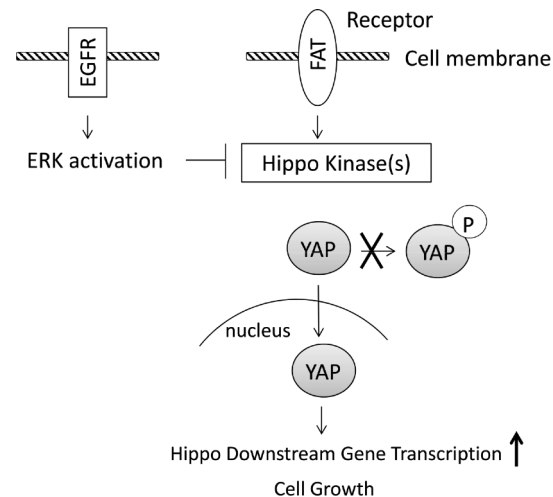 Receptor
EGFR
FAT
Cell membrane
ERK activation
Hippo Kinase(s)
P
YAP
YAP
nucleus
YAP
Hippo Downstream Gene Transcription
Cell Growth